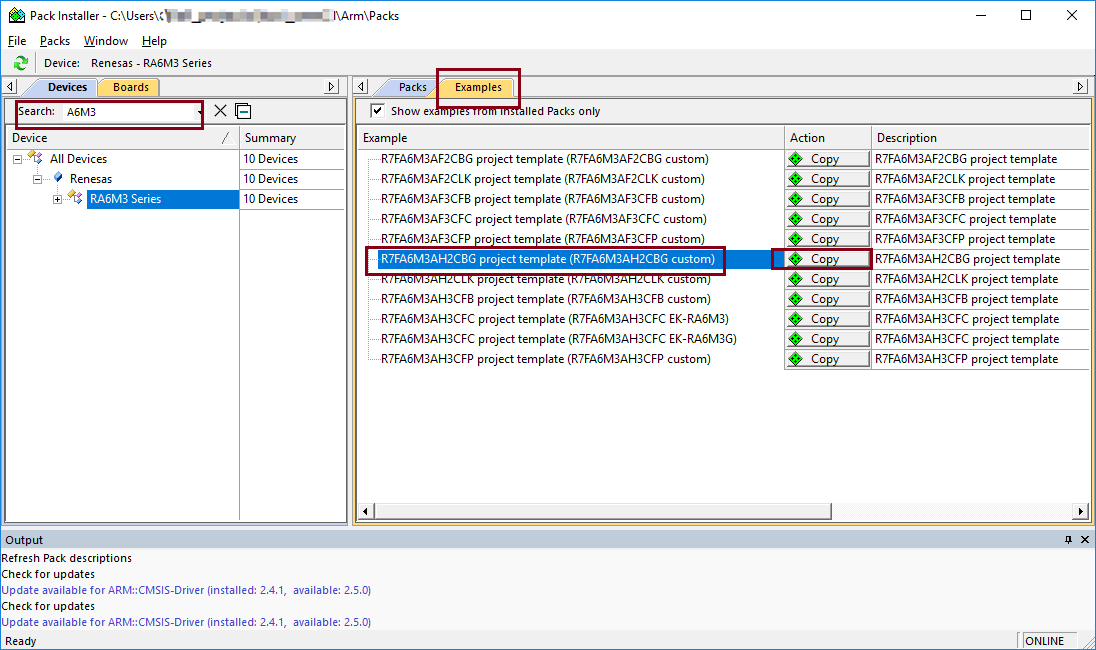 Pack Installer - C:\Users\ \Arm\Packs
File Packs Window Help
Device: Renesas - RA6M3 Series
Devices Boards
Packs Examples
Search: A6M3
Show examples from Installed Packs only
Device Summary
All Devices 10 Devices
Renesas 10 Devices
RA6M3 Series 10 Devices
Example Action Description
R7FA6M3AF2CBG project template (R7FA6M3AF2CBG custom) Copy R7FA6M3AF2CBG project template
R7FA6M3AF2CLK project template (R7FA6M3AF2CLK custom) Copy R7FA6M3AF2CLK project template
R7FA6M3AF3CFB project template (R7FA6M3AF3CFB custom) Copy R7FA6M3AF3CFB project template
R7FA6M3AF3CFC project template (R7FA6M3AF3CFC custom) Copy R7FA6M3AF3CFC project template
R7FA6M3AF3CFP project template (R7FA6M3AF3CFP custom) Copy R7FA6M3AF3CFP project template
R7FA6M3AH2CBG project template (R7FA6M3AH2CBG custom) Copy R7FA6M3AH2CBG project template
R7FA6M3AH2CLK project template (R7FA6M3AH2CLK custom) Copy R7FA6M3AH2CLK project template
R7FA6M3AH3CFB project template (R7FA6M3AH3CFB custom) Copy R7FA6M3AH3CFB project template
R7FA6M3AH3CFC project template (R7FA6M3AH3CFC EK-RA6M3) Copy R7FA6M3AH3CFC project template
R7FA6M3AH3CFC project template (R7FA6M3AH3CFC EK-RA6M3G) Copy R7FA6M3AH3CFC project template
R7FA6M3AH3CFP project template (R7FA6M3AH3CFP custom) Copy R7FA6M3AH3CFP project template
Output
Refresh Pack descriptions
Check for updates
Update available for ARM::CMSIS-Driver (installed: 2.4.1, available: 2.5.0)
Check for updates
Update available for ARM::CMSIS-Driver (installed: 2.4.1, available: 2.5.0)
Ready ONLINE